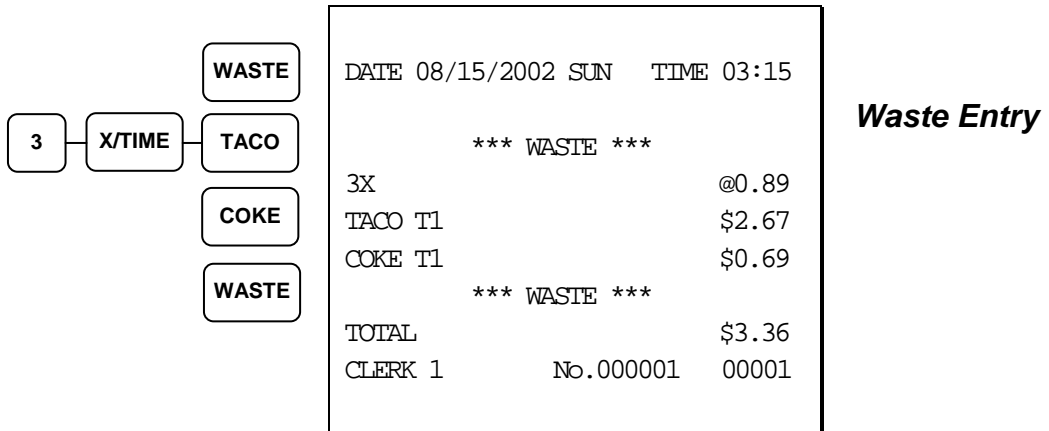 WASTE
3 X/TIME TACO
COKE
WASTE
DATE 08/15/2002 SUN TIME 03:15
*** WASTE ***
3X @0.89
TACO T1 $2.67
COKE T1 $0.69
*** WASTE ***
TOTAL $3.36
CLERK 1 No.000001 00001
Waste Entry